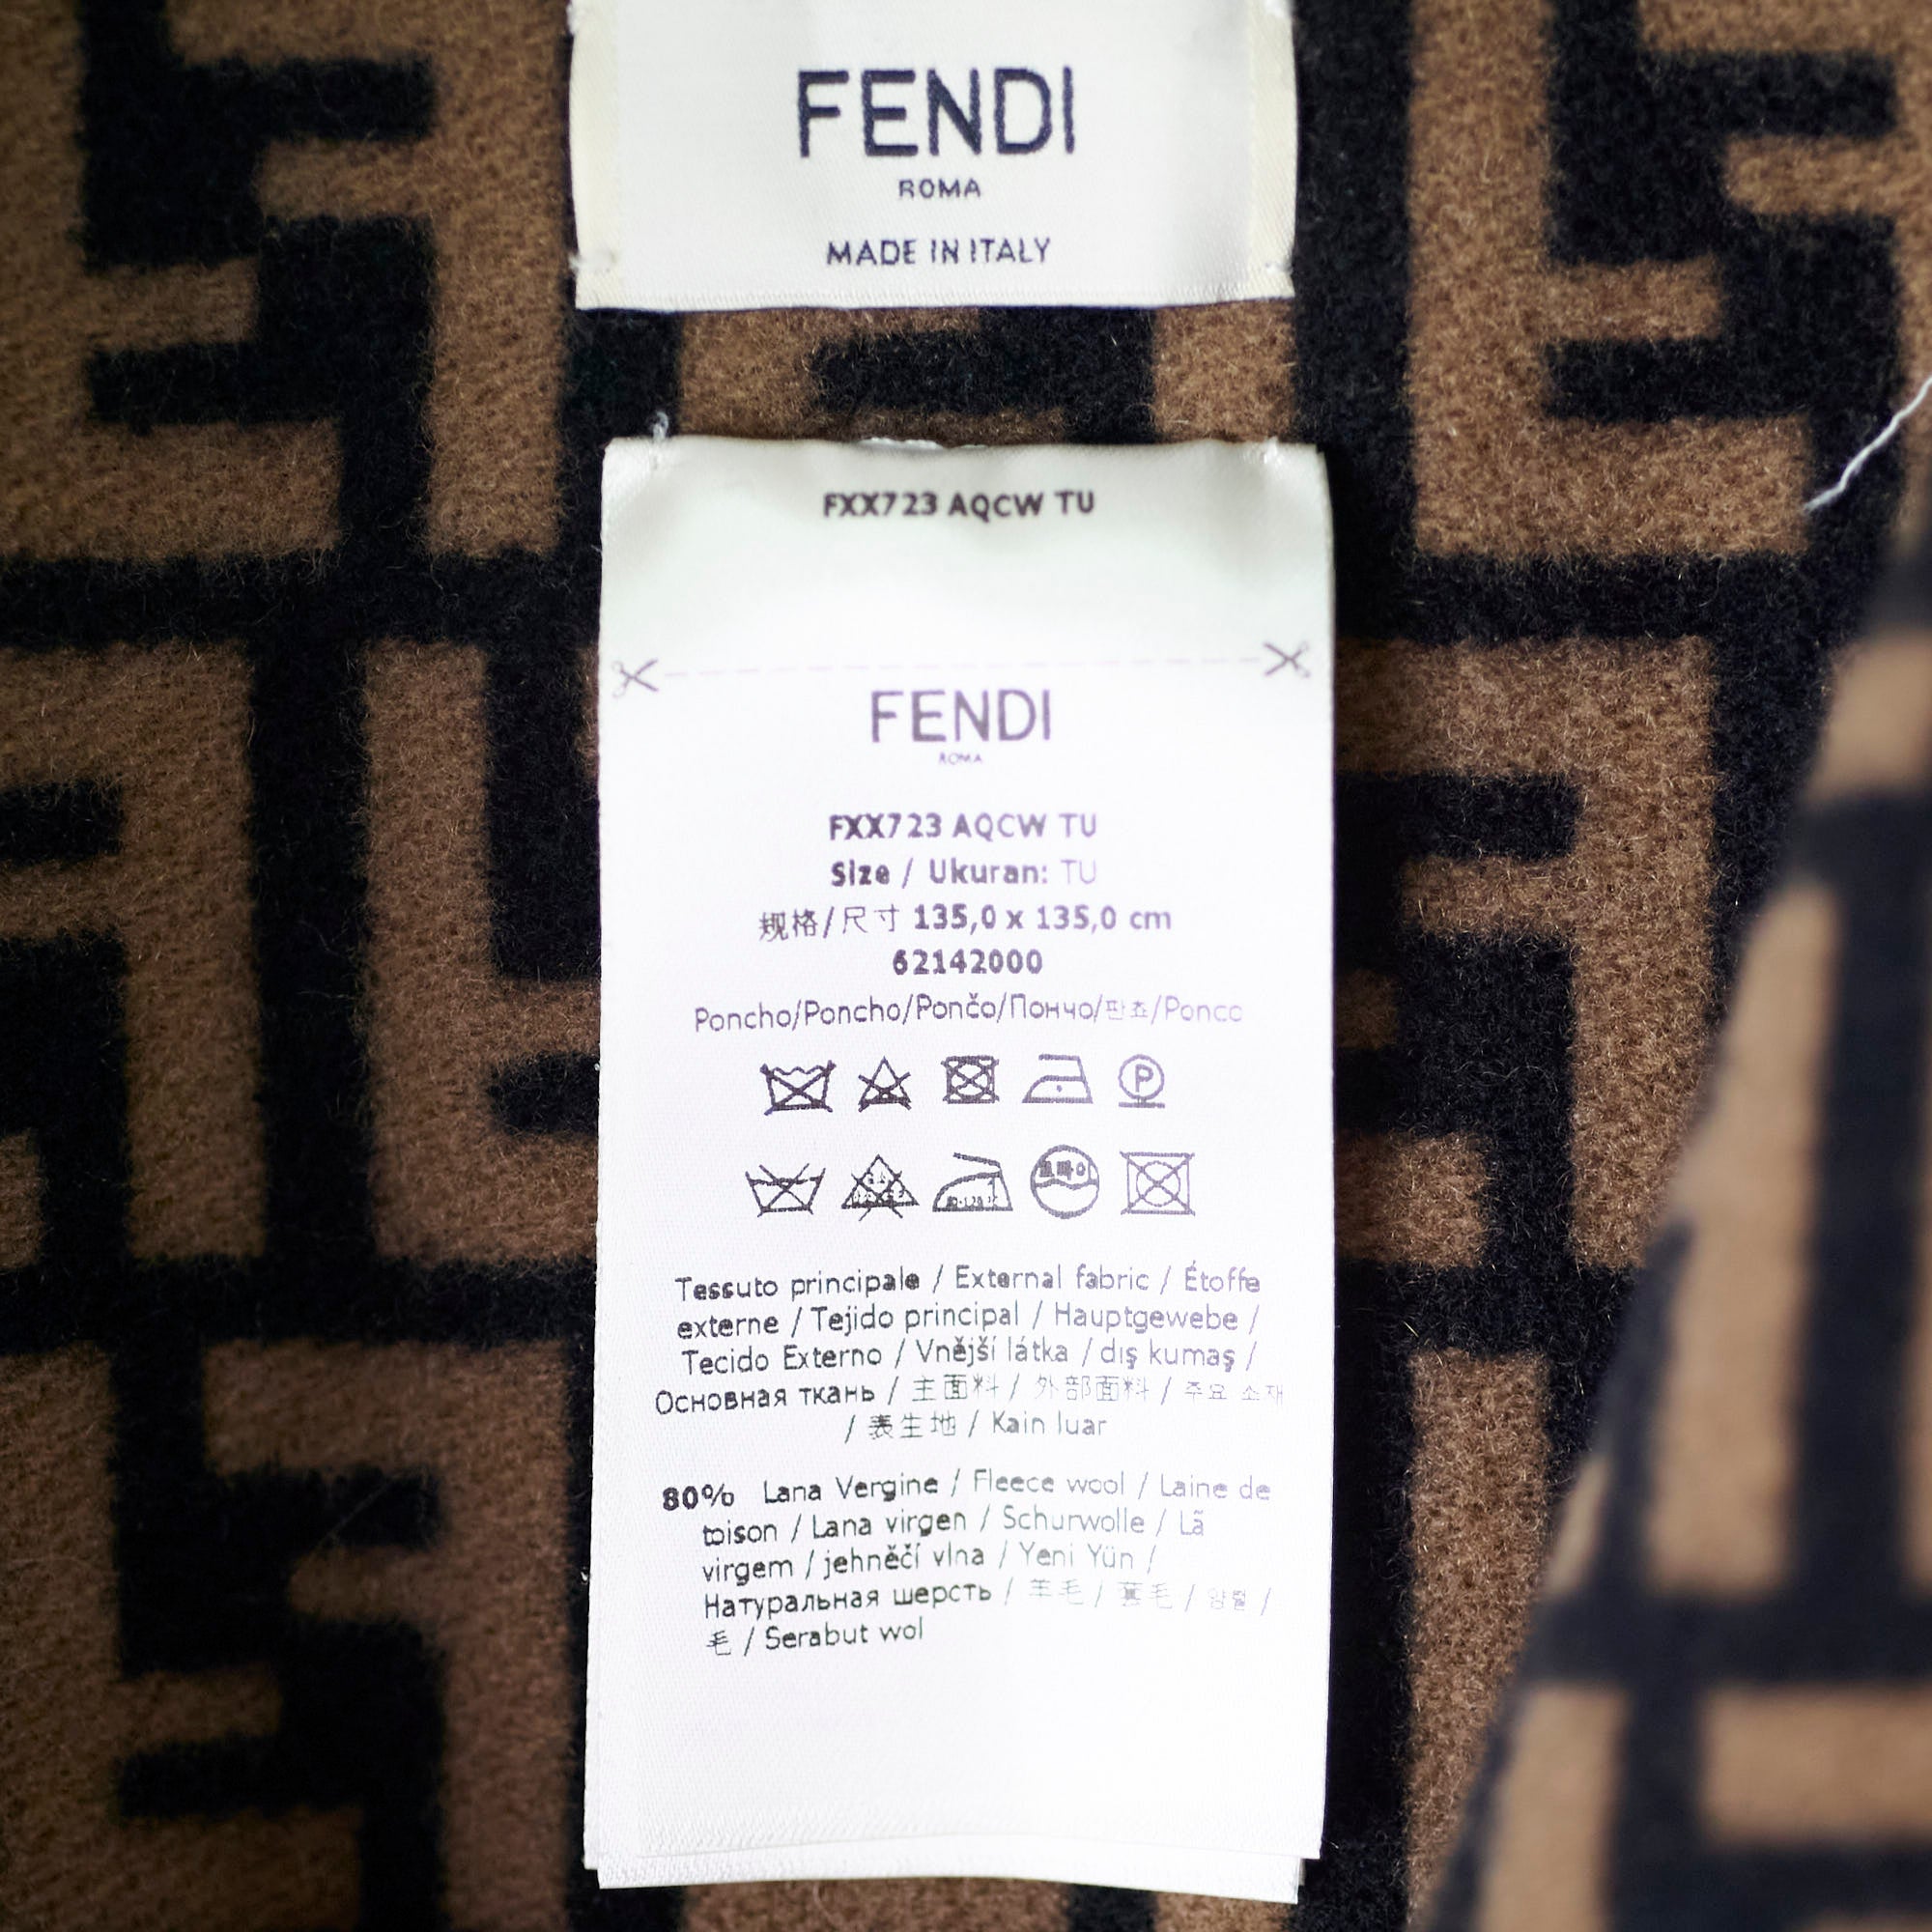 FENDI
ROMA
MADE IN ITALY
FXX723 AQCW TU
FENDI
ROMA
FXX723 AQCW TU
Size / Ukuran: TU
规格/尺寸 135,0 x 135,0 cm
62142000
Poncho/Poncho/Pončo/Пончо/판쵸/Ponco
P
드라이
Tessuto principale / External fabric / Étoffe
externe / Tejido principal / Hauptgewebe /
Tecido Externo / Vnější látka / dış kumaş /
Основная ткань / 主面料 / 外部面料 / 주요 소재
/ 表生地 / Kain luar
80% Lana Vergine / Fleece wool / Laine de
toison / Lana virgen / Schurwolle / Lã
virgem / jehněčí vlna / Yeni Yün /
Натуральная шерсть / 羊毛 / 毛 / 양털 /
毛 / Serabut wol